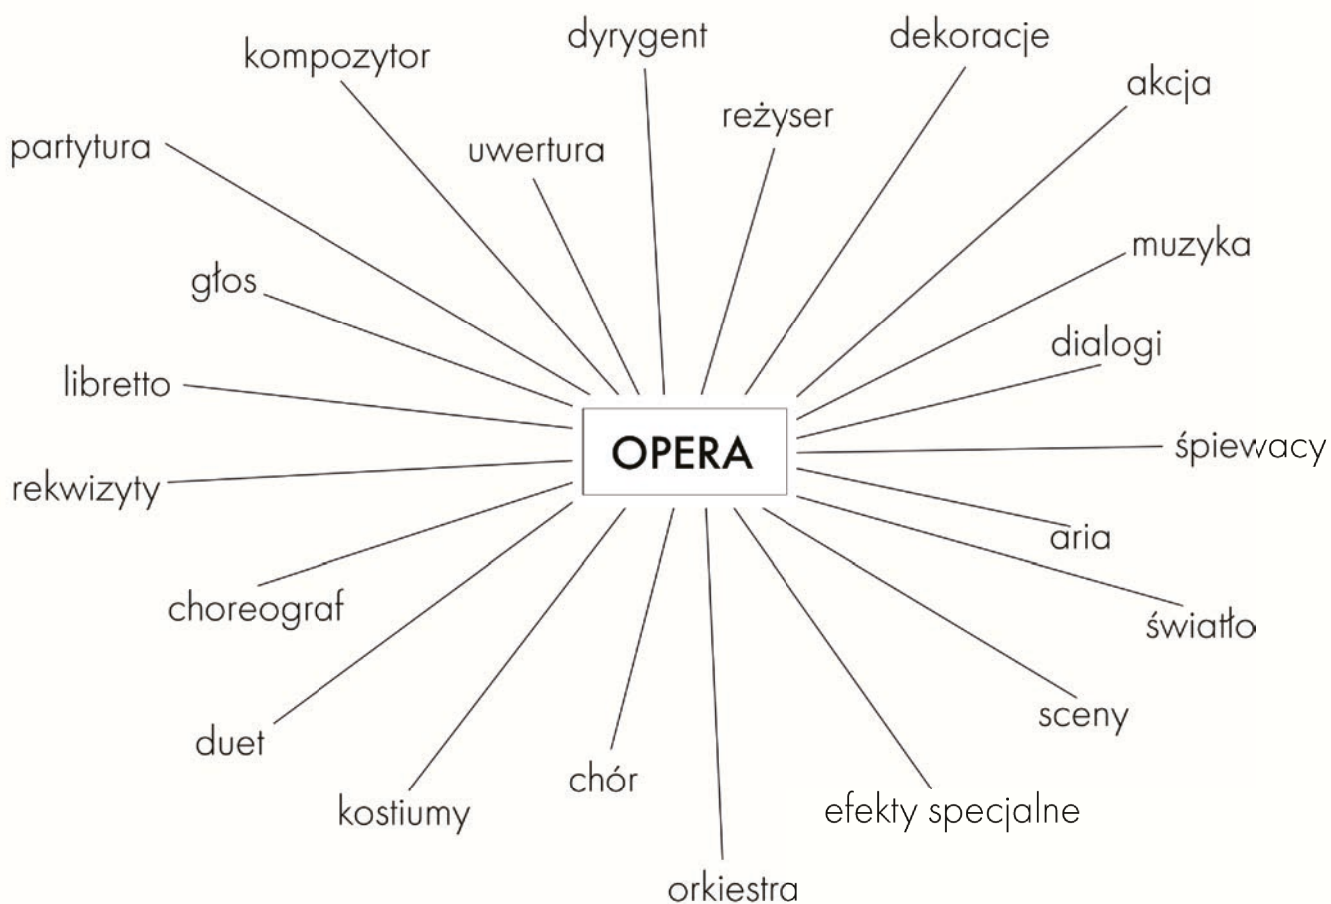 dyrygent
dekoracje
kompozytor
akcja
reżyser
partytura
uwertura
muzyka
głos
dialogi
libretto
OPERA
śpiewacy
rekwizyty
aria
choreograf
światło
sceny
duet
chór
kostiumy
efekty specjalne
orkiestra